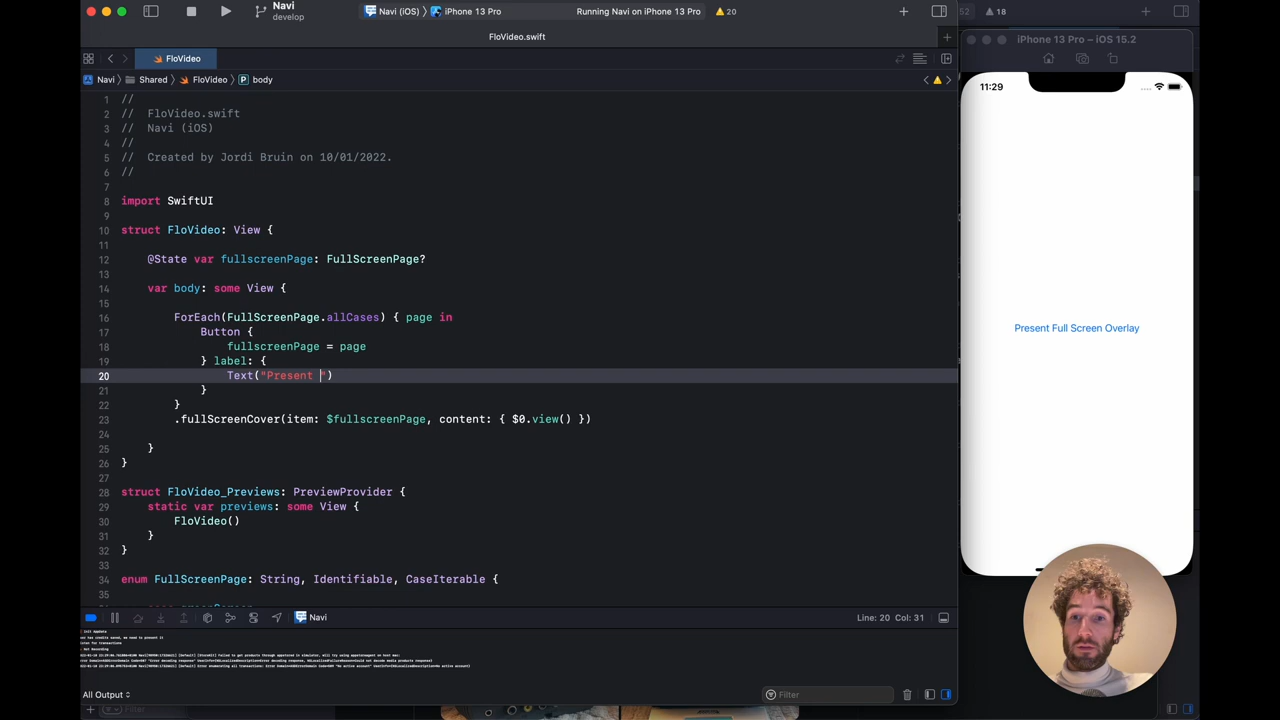 Navi
develop
Navi (iOS) 〉 iPhone 13 Pro
Running Navi on iPhone 13 Pro
20
52
18
FloVideo.swift
FloVideo
Navi 〉 Shared 〉 FloVideo 〉 P body
1 //
2 //  FloVideo.swift
3 //  Navi (iOS)
4 //
5 //  Created by Jordi Bruin on 10/01/2022.
6 //
7
8 import SwiftUI
9
10 struct FloVideo: View {
11
12     @State var fullscreenPage: FullScreenPage?
13
14     var body: some View {
15
16         ForEach(FullScreenPage.allCases) { page in
17             Button {
18                 fullscreenPage = page
19             } label: {
20                 Text("Present ")
21             }
22         }
23         .fullScreenCover(item: $fullscreenPage, content: { $0.view() })
24
25     }
26 }
27
28 struct FloVideo_Previews: PreviewProvider {
29     static var previews: some View {
30         FloVideo()
31     }
32 }
33
34 enum FullScreenPage: String, Identifiable, CaseIterable {
35
Navi
Line: 20 Col: 31
All Output
Filter
Filter
iPhone 13 Pro – iOS 15.2
11:29
Present Full Screen Overlay